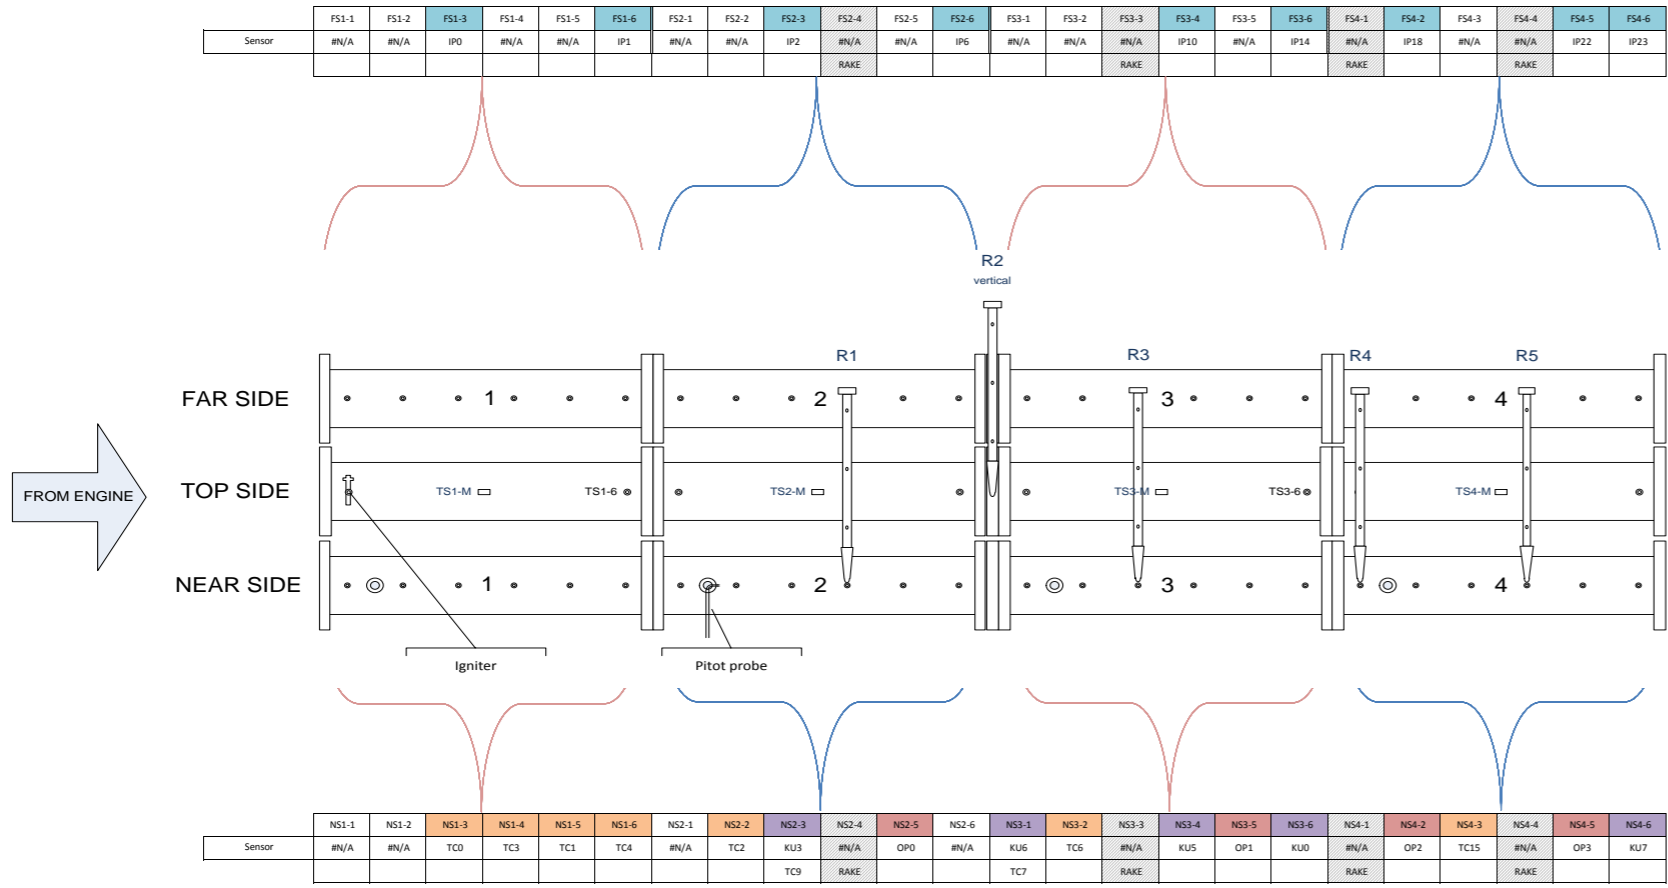 FS1-1 FS1-2 FS1-3 FS1-4 FS1-5 FS1-6 FS2-1 FS2-2 FS2-3 FS2-4 FS2-5 FS2-6 FS3-1 FS3-2 FS3-3 FS3-4 FS3-5 FS3-6 FS4-1 FS4-2 FS4-3 FS4-4 FS4-5 FS4-6
Sensor #N/A #N/A IP0 #N/A #N/A IP1 #N/A #N/A IP2 #N/A #N/A IP6 #N/A #N/A #N/A IP10 #N/A IP14 #N/A IP18 #N/A #N/A IP22 IP23
RAKE RAKE RAKE RAKE
R2
vertical
R1 R3 R4 R5
FAR SIDE 1 2 3 4
FROM ENGINE TOP SIDE TS1-M TS1-6 TS2-M TS3-M TS3-6 TS4-M
NEAR SIDE 1 2 3 4
Igniter Pitot probe
NS1-1 NS1-2 NS1-3 NS1-4 NS1-5 NS1-6 NS2-1 NS2-2 NS2-3 NS2-4 NS2-5 NS2-6 NS3-1 NS3-2 NS3-3 NS3-4 NS3-5 NS3-6 NS4-1 NS4-2 NS4-3 NS4-4 NS4-5 NS4-6
Sensor #N/A #N/A TC0 TC3 TC1 TC4 #N/A TC2 KU3 #N/A OP0 #N/A KU6 TC6 #N/A KU5 OP1 KU0 #N/A OP2 TC15 #N/A OP3 KU7
TC9 RAKE TC7 RAKE RAKE RAKE